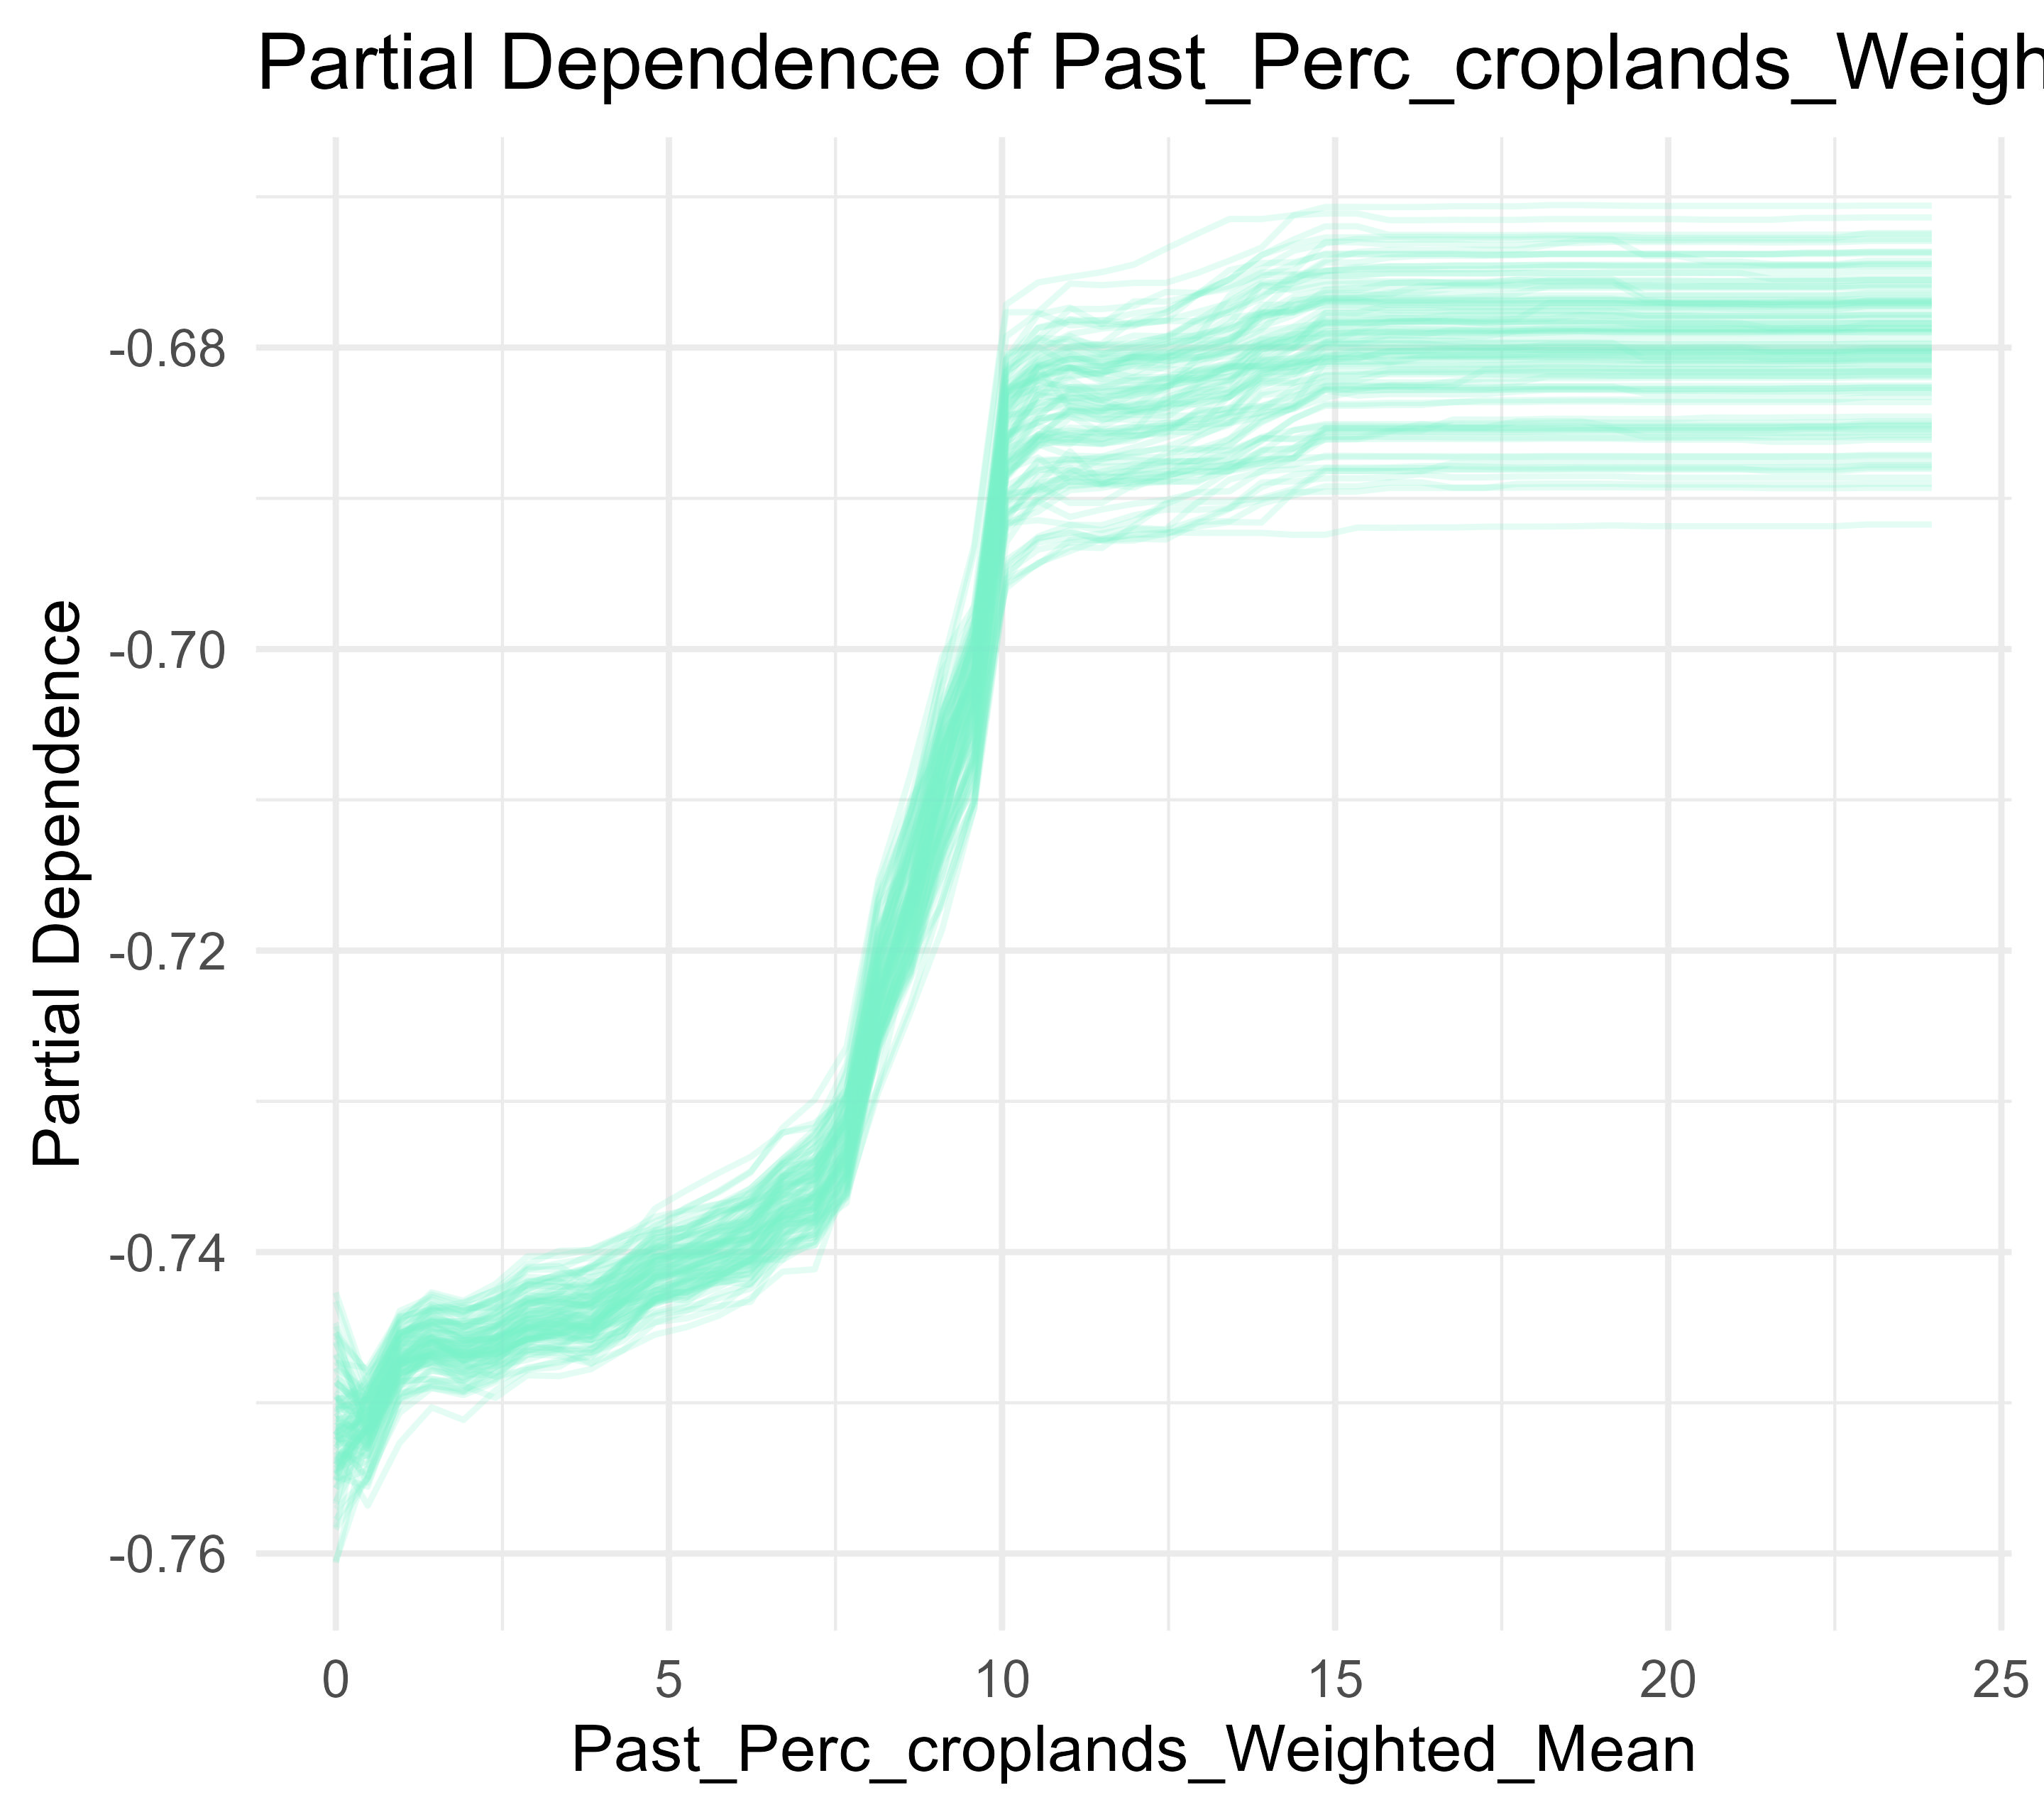 Partial Dependence of Past_Perc_croplands_Weigh
Partial Dependence
-0.68
-0.70
-0.72
-0.74
-0.76
0 5 10 15 20 25
Past_Perc_croplands_Weighted_Mean